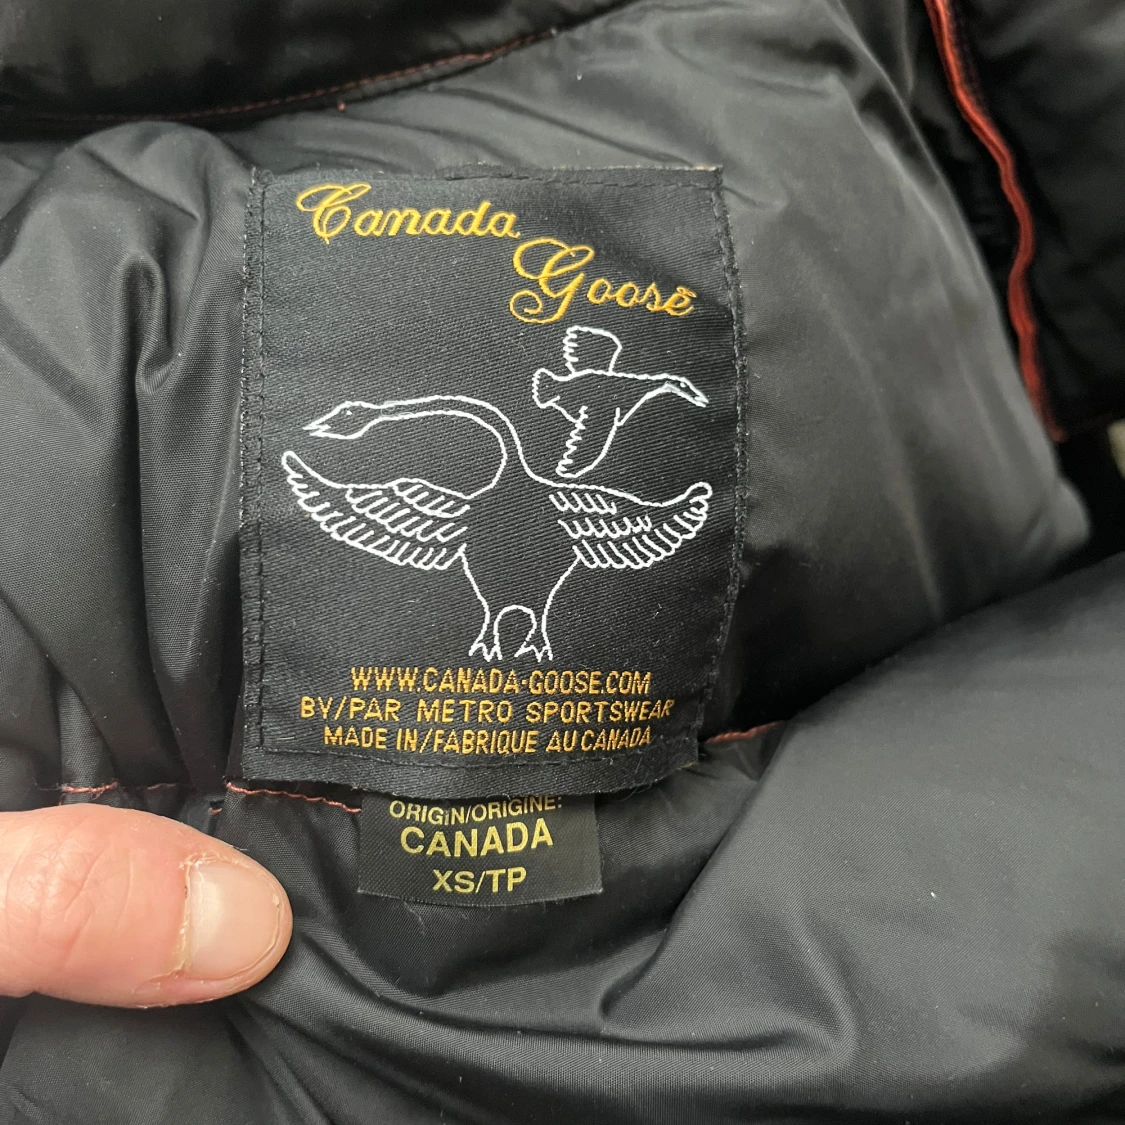 Canada
Goose
WWW.CANADA-GOOSE.COM
BY/PAR METRO SPORTSWEAR
MADE IN/FABRIQUE AU CANADA
ORIGIN/ORIGINE:
CANADA
XS/TP